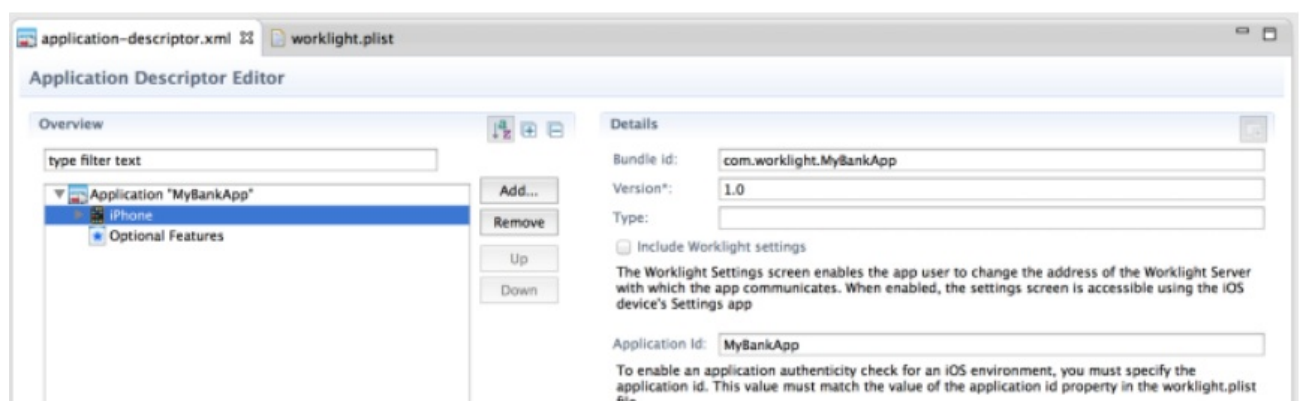 application-descriptor.xml worklight.plist
Application Descriptor Editor
Overview
type filter text
Application "MyBankApp"
iPhone
Optional Features
Add...
Remove
Up
Down
Details
Bundle id: com.worklight.MyBankApp
Version*: 1.0
Type:
Include Worklight settings
The Worklight Settings screen enables the app user to change the address of the Worklight Server
with which the app communicates. When enabled, the settings screen is accessible using the iOS
device's Settings app
Application Id: MyBankApp
To enable an application authenticity check for an iOS environment, you must specify the
application id. This value must match the value of the application id property in the worklight.plist